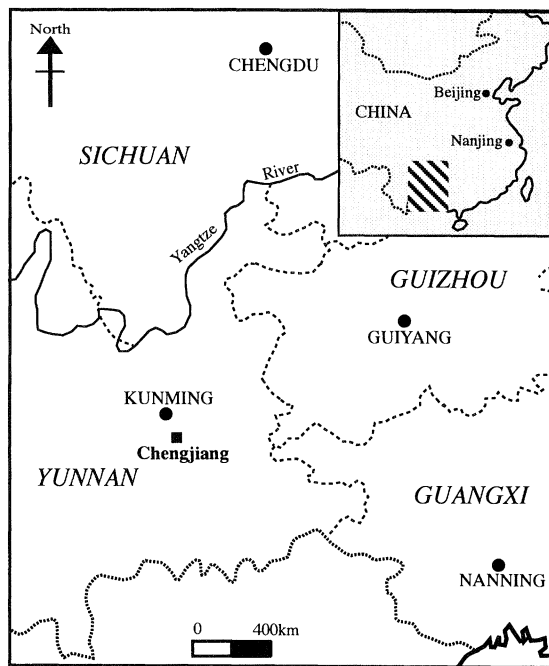 North
CHENGDU
Beijing
CHINA
Nanjing
SICHUAN
River
Yangtze
GUIZHOU
GUIYANG
KUNMING
Chengjiang
YUNNAN
GUANGXI
NANNING
0 400km